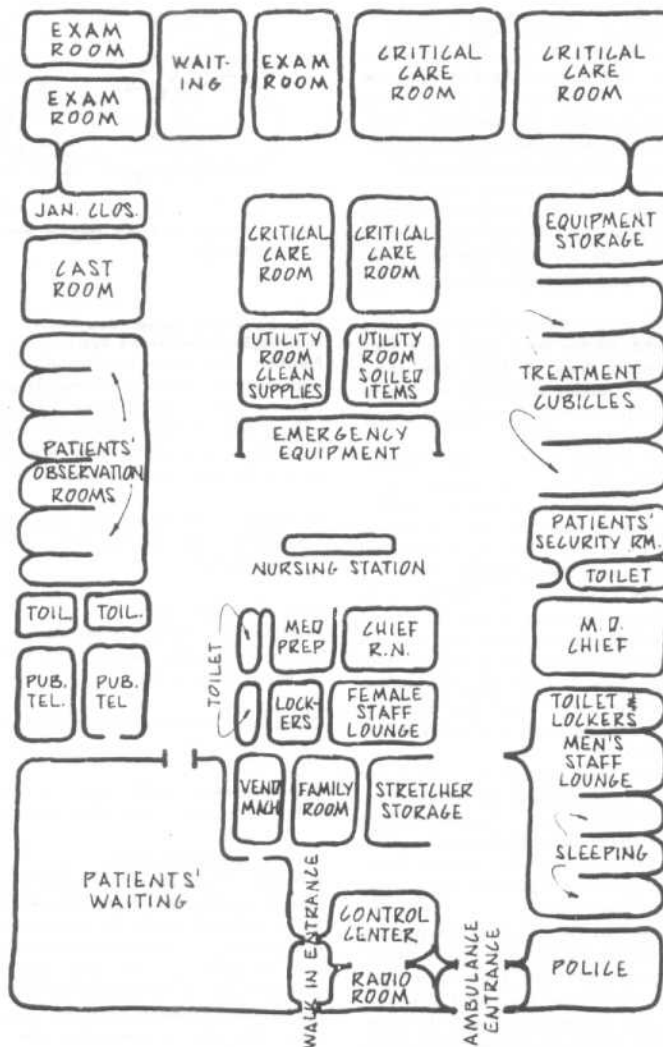 EXAM
ROOM
WAIT-
ING
EXAM
ROOM
CRITICAL
CARE
ROOM
CRITICAL
CARE
ROOM
EXAM
ROOM
JAN. CLOS.
CRITICAL
CARE
ROOM
CRITICAL
CARE
ROOM
EQUIPMENT
STORAGE
CAST
ROOM
UTILITY
ROOM
CLEAN
SUPPLIES
UTILITY
ROOM
SOILED
ITEMS
TREATMENT
CUBICLES
EMERGENCY
EQUIPMENT
PATIENTS'
OBSERVATION
ROOMS
PATIENTS'
SECURITY RM.
NURSING STATION
TOILET
TOIL.
TOIL.
TOILET
MED
PREP
CHIEF
R.N.
M.D.
CHIEF
PUB.
TEL.
PUB.
TEL
LOCK-
ERS
FEMALE
STAFF
LOUNGE
TOILET &
LOCKERS
MEN'S
STAFF
LOUNGE
VEND
MACH
FAMILY
ROOM
STRETCHER
STORAGE
SLEEPING
PATIENTS'
WAITING
WALK IN ENTRANCE
CONTROL
CENTER
RADIO
ROOM
AMBULANCE
ENTRANCE
POLICE